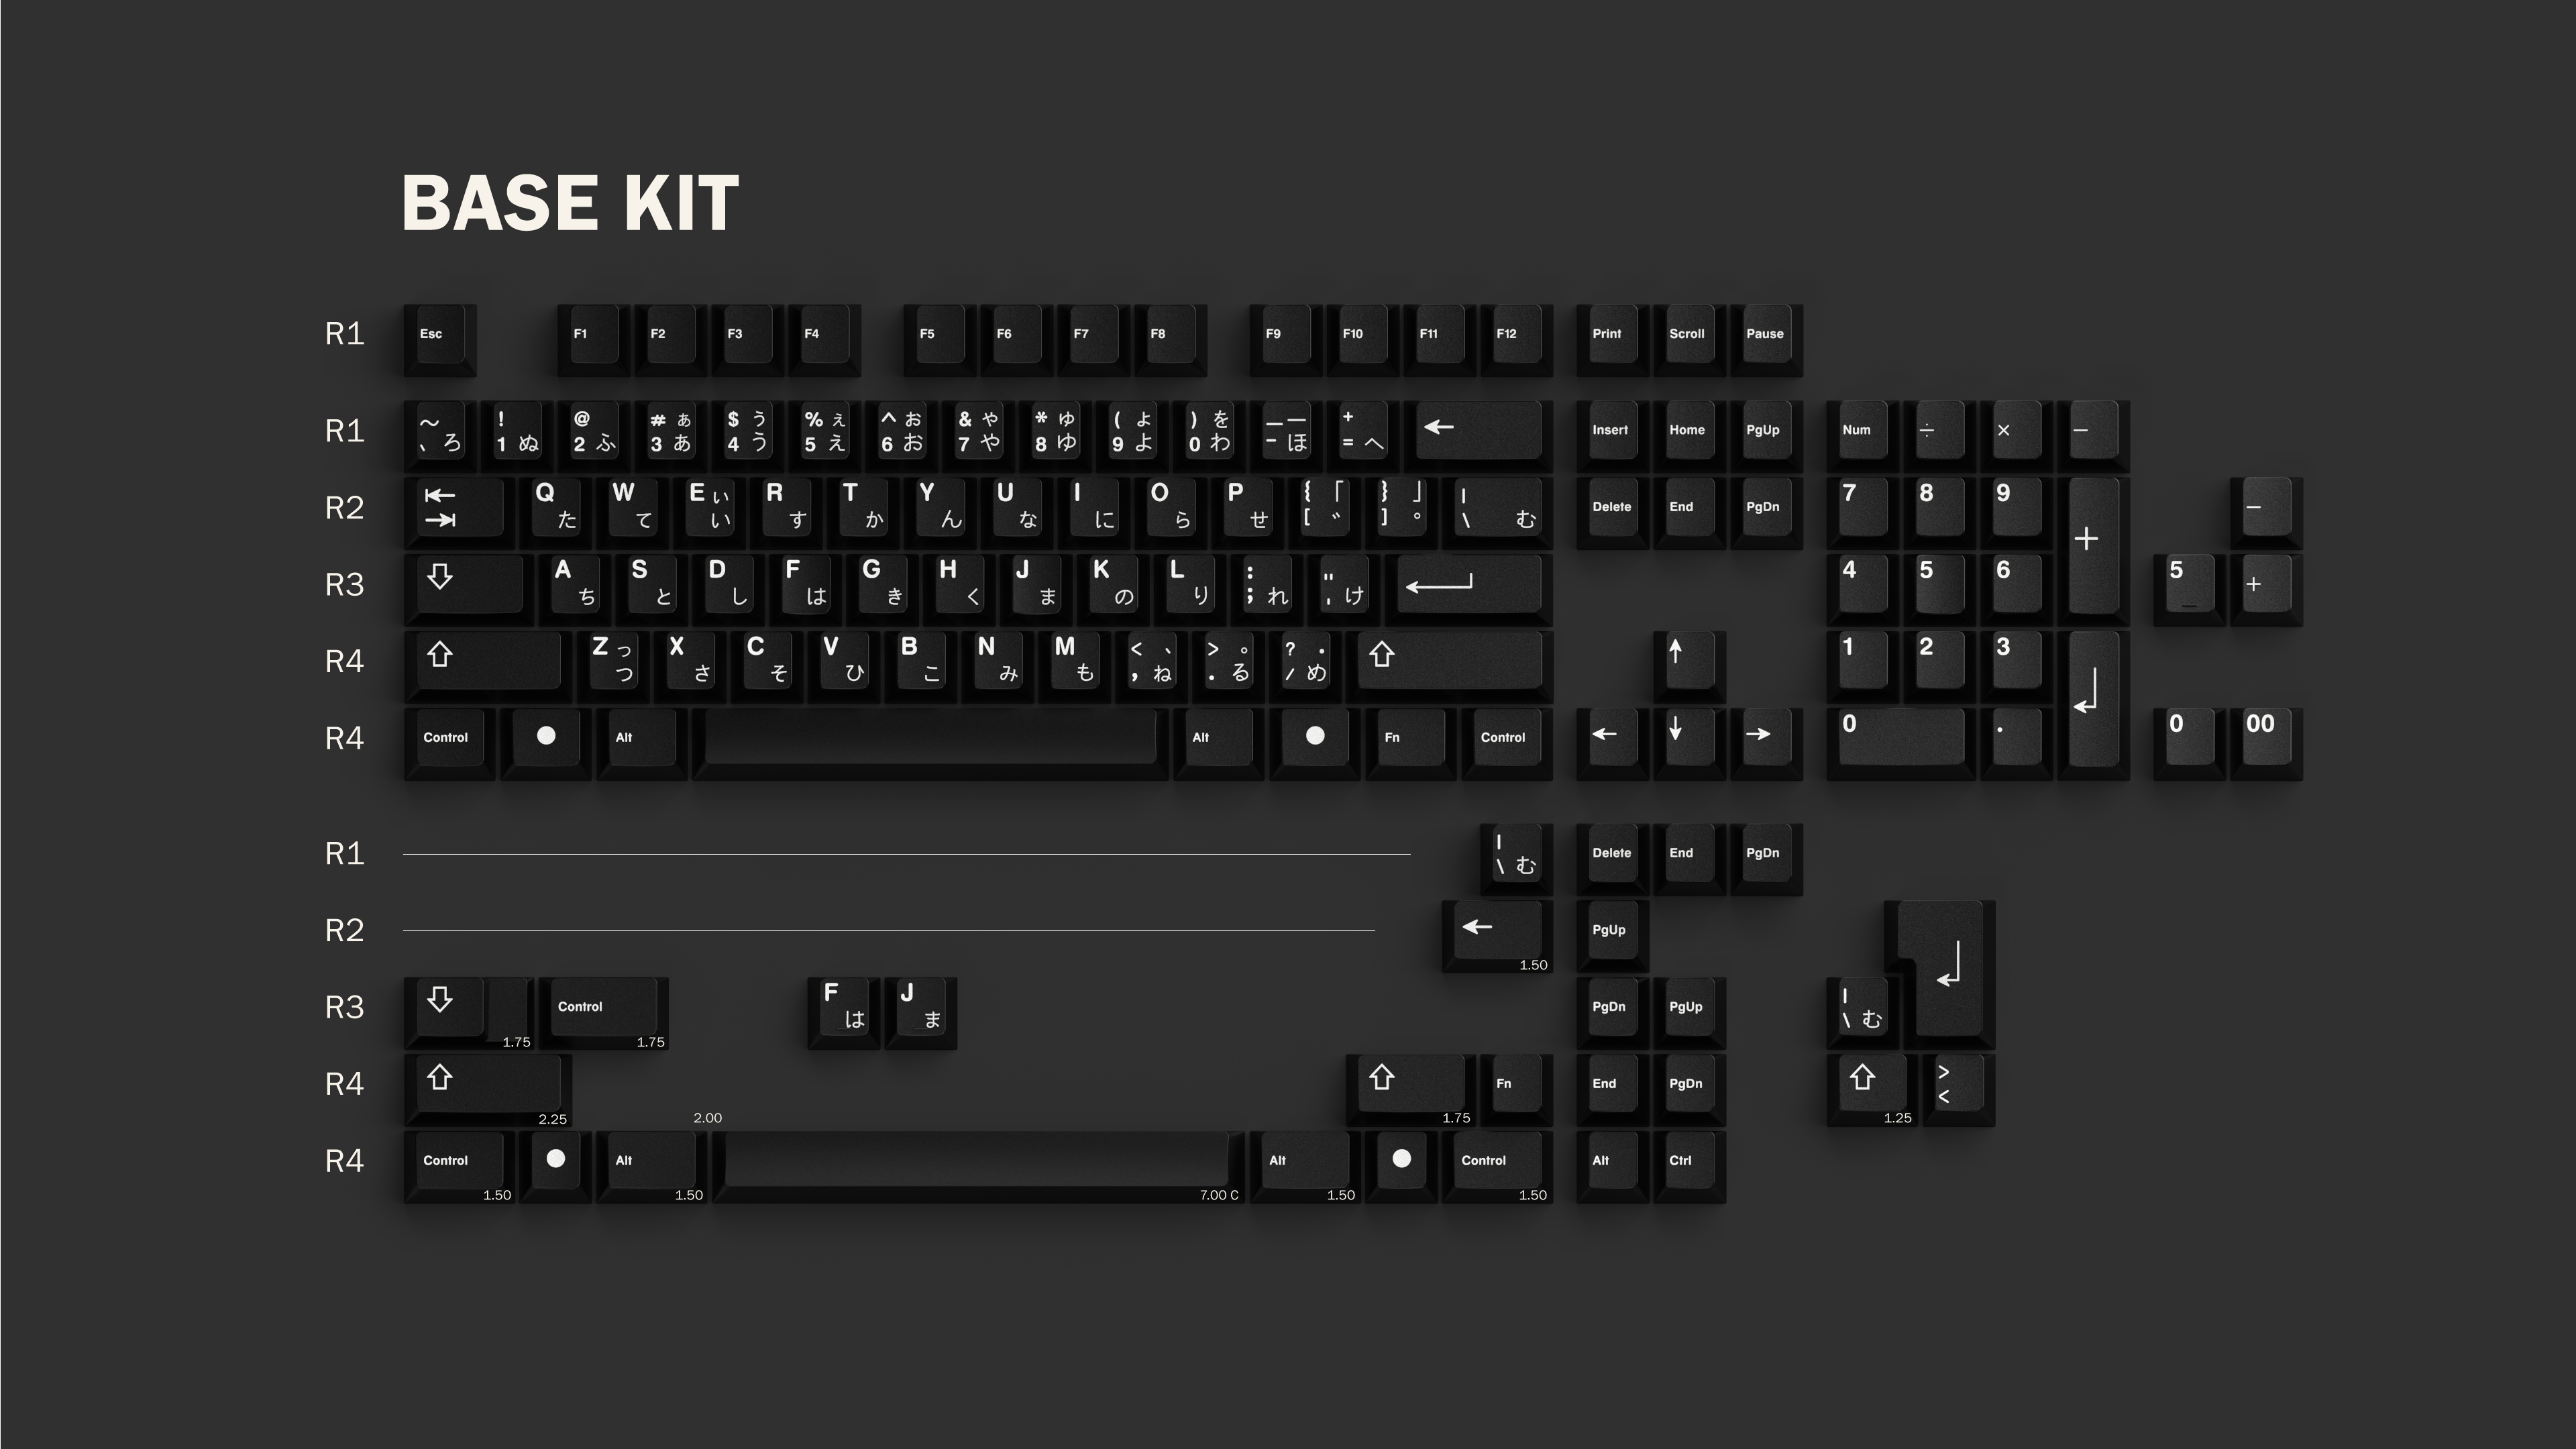 BASE KIT
R1 Esc F1 F2 F3 F4 F5 F6 F7 F8 F9 F10 F11 F12 Print Scroll Pause
R1 ~ ! @ # ぁ $ う % ぇ ^ お & ゃ * ゅ ( ょ ) を — + ← Insert Home PgUp Num ÷ × −
、 ろ 1 ぬ 2 ふ 3 あ 4 う 5 え 6 お 7 や 8 ゆ 9 よ 0 わ - ほ = へ
R2 ⇤ Q W E ぃ R T Y U I O P { 「 } 」 | Delete End PgDn 7 8 9 + −
⇥ た て い す か ん な に ら せ [ ゛ ] ゜ \ む
R3 ⇩ A S D F G H J K L : " ↵ 4 5 6 5 +
ち と し は き く ま の り ; れ ' け
R4 ⇧ Z っ X C V B N M < 、 > 。 ? ・ ⇧ ↑ 1 2 3 ↵
つ さ そ ひ こ み も , ね . る / め
R4 Control ● Alt Alt ● Fn Control ← ↓ → 0 . 0 00
R1 | Delete End PgDn
\ む
R2 ← PgUp ↵
1.50
R3 ⇩ Control F J PgDn PgUp |
は ま \ む
1.75 1.75
R4 ⇧ ⇧ Fn End PgDn ⇧ >
<
2.25 2.00 1.75 1.25
R4 Control ● Alt Alt ● Control Alt Ctrl
1.50 1.50 7.00 C 1.50 1.50